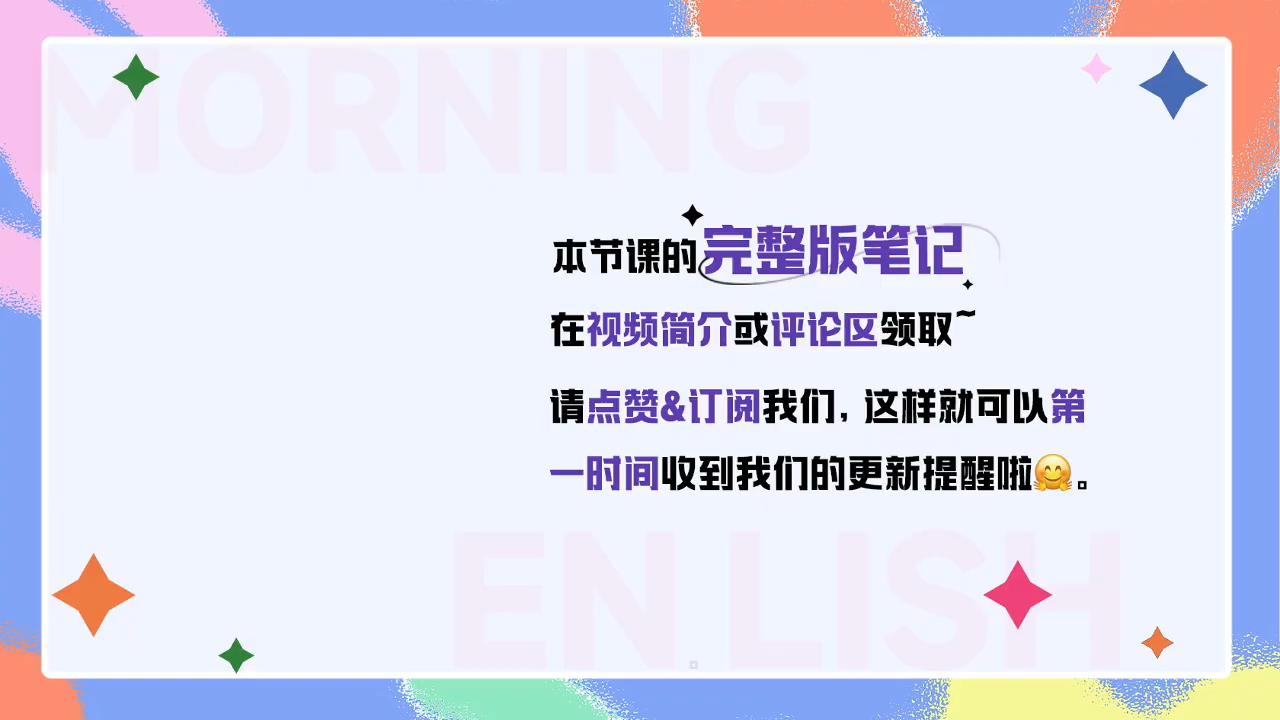 MORNING
本节课的完整版笔记
在视频简介或评论区领取~
请点赞&订阅我们，这样就可以第
一时间收到我们的更新提醒啦🤗。
EN LISH